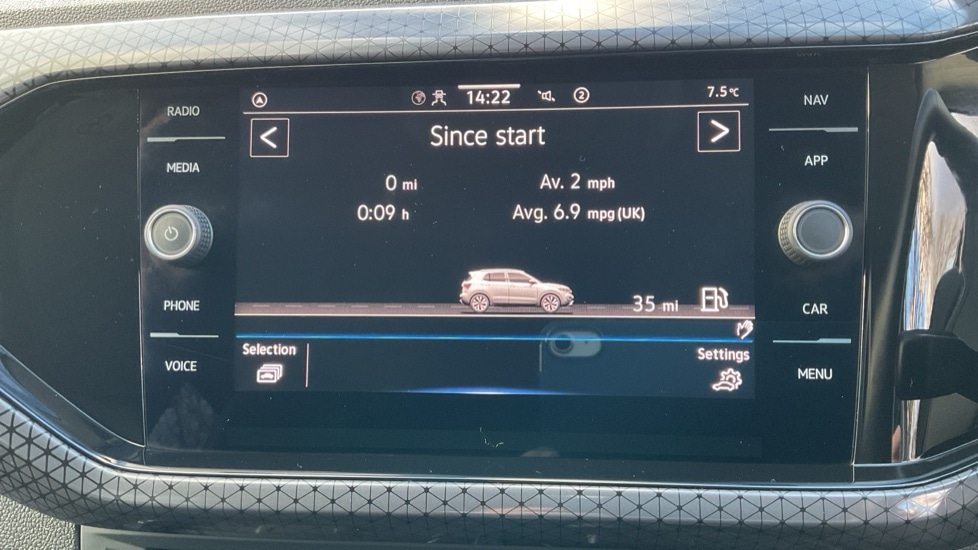 RADIO
MEDIA
PHONE
VOICE
14:22
2
7.5°C
Since start
0 mi
Av. 2 mph
0:09 h
Avg. 6.9 mpg(UK)
35 mi
Selection
Settings
NAV
APP
CAR
MENU